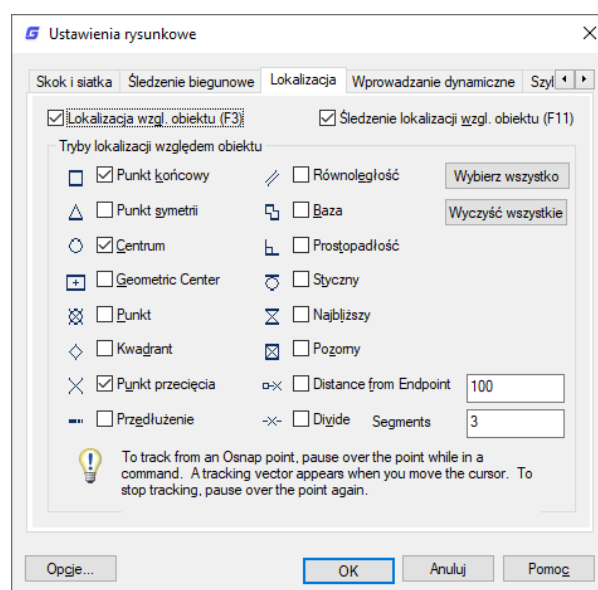 Ustawienia rysunkowe
Skok i siatka Śledzenie biegunowe Lokalizacja Wprowadzanie dynamiczne Szyl
Lokalizacja wzgl. obiektu (F3) Śledzenie lokalizacji wzgl. obiektu (F11)
Tryby lokalizacji względem obiektu
Punkt końcowy Równoległość Wybierz wszystko
Punkt symetrii Baza Wyczyść wszystkie
Centrum Prostopadłość
Geometric Center Styczny
Punkt Najbliższy
Kwadrant Pozorny
Punkt przecięcia Distance from Endpoint 100
Przedłużenie Divide Segments 3
To track from an Osnap point, pause over the point while in a
command. A tracking vector appears when you move the cursor. To
stop tracking, pause over the point again.
Opcje... OK Anuluj Pomoc